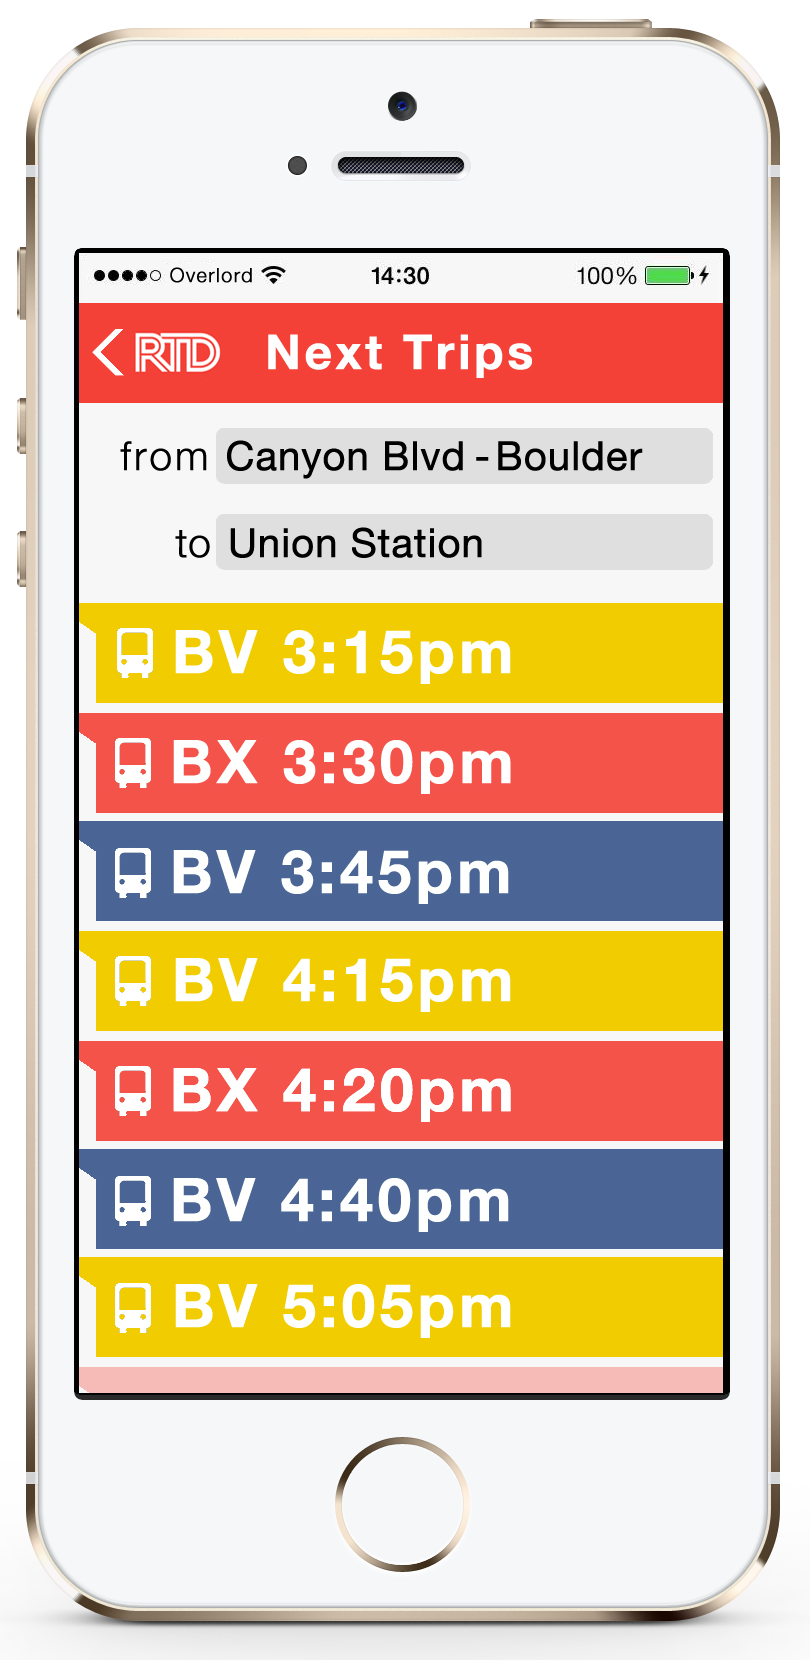 Overlord 14:30 100%
RTD Next Trips
from Canyon Blvd - Boulder
to Union Station
BV 3:15pm
BX 3:30pm
BV 3:45pm
BV 4:15pm
BX 4:20pm
BV 4:40pm
BV 5:05pm